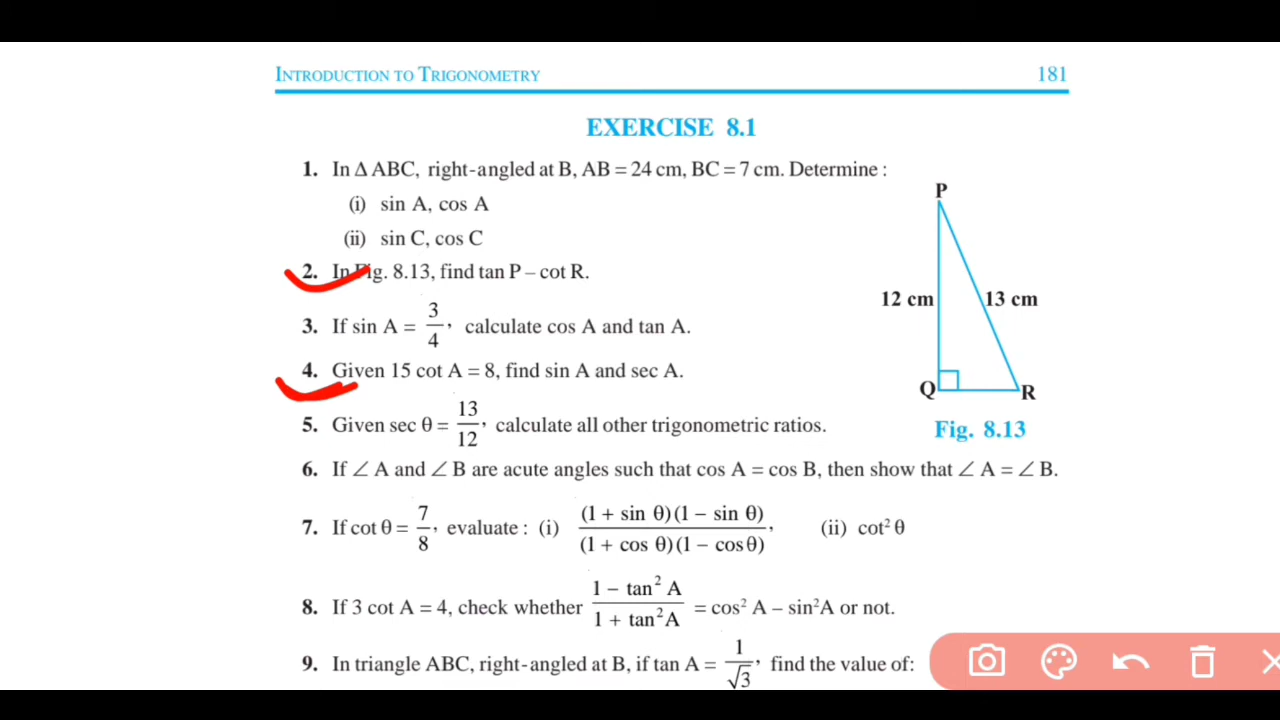 INTRODUCTION TO TRIGONOMETRY 181
EXERCISE 8.1
1. In Δ ABC, right-angled at B, AB = 24 cm, BC = 7 cm. Determine :
(i) sin A, cos A
(ii) sin C, cos C
2. In Fig. 8.13, find tan P – cot R.
3. If sin A = 3/4, calculate cos A and tan A.
4. Given 15 cot A = 8, find sin A and sec A.
5. Given sec θ = 13/12, calculate all other trigonometric ratios.
P
12 cm 13 cm
Q R
Fig. 8.13
6. If ∠ A and ∠ B are acute angles such that cos A = cos B, then show that ∠ A = ∠ B.
7. If cot θ = 7/8, evaluate : (i) (1 + sin θ)(1 – sin θ)/(1 + cos θ)(1 – cos θ), (ii) cot² θ
8. If 3 cot A = 4, check whether (1 – tan² A)/(1 + tan² A) = cos² A – sin² A or not.
9. In triangle ABC, right-angled at B, if tan A = 1/√3, find the value of: